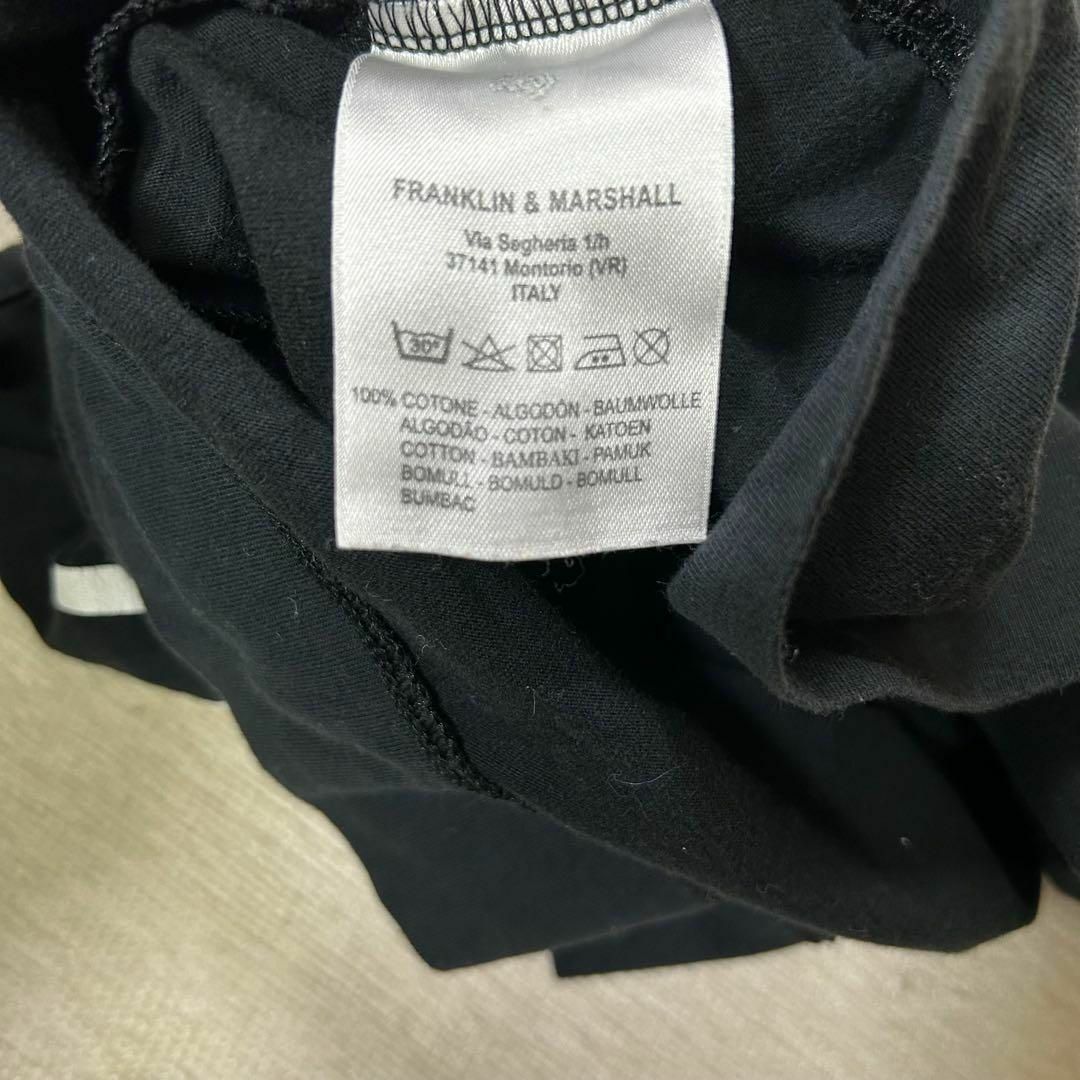 FRANKLIN & MARSHALL
Via Segheria 1/h
37141 Montorio (VR)
ITALY
30°
100% COTONE - ALGODÓN - BAUMWOLLE
ALGODÃO - COTON - KATOEN
COTTON - BAMBAKI - PAMUK
BOMULL - BOMULD - BOMULL
BUMBAC